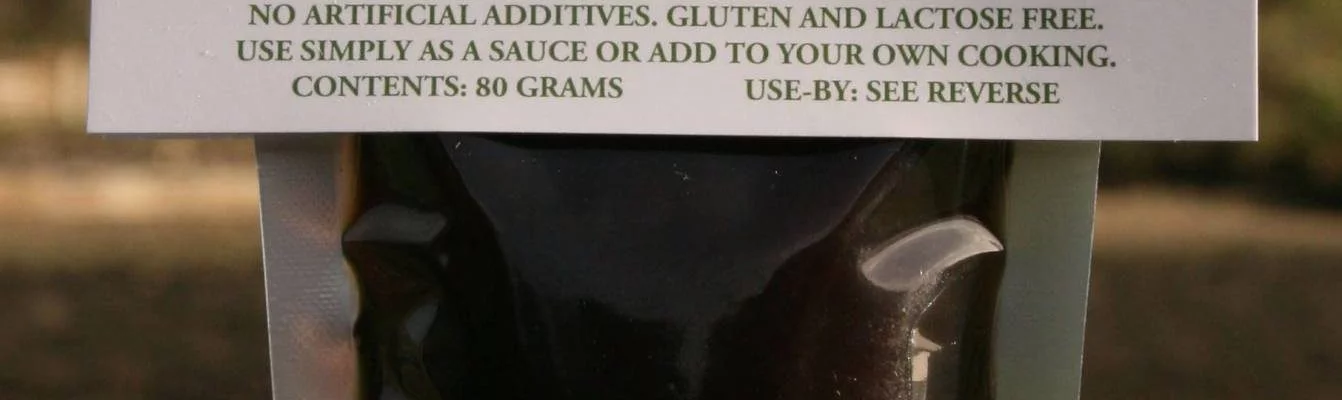 NO ARTIFICIAL ADDITIVES. GLUTEN AND LACTOSE FREE.
USE SIMPLY AS A SAUCE OR ADD TO YOUR OWN COOKING.
CONTENTS: 80 GRAMS USE-BY: SEE REVERSE